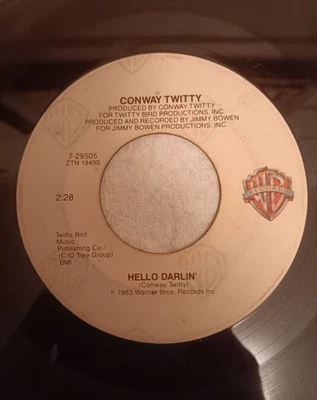 CONWAY TWITTY
PRODUCED BY CONWAY TWITTY
FOR TWITTY BIRD PRODUCTIONS, INC
PRODUCED AND RECORDED BY JIMMY BOWEN
FOR JIMMY BOWEN PRODUCTIONS, INC
7-29505
ZTN 19495
2:28
Twitty Bird
Music
Publishing Co./
(C/O Tree Group)
BMI
HELLO DARLIN'
(Conway Twitty)
℗ 1983 Warner Bros. Records Inc.